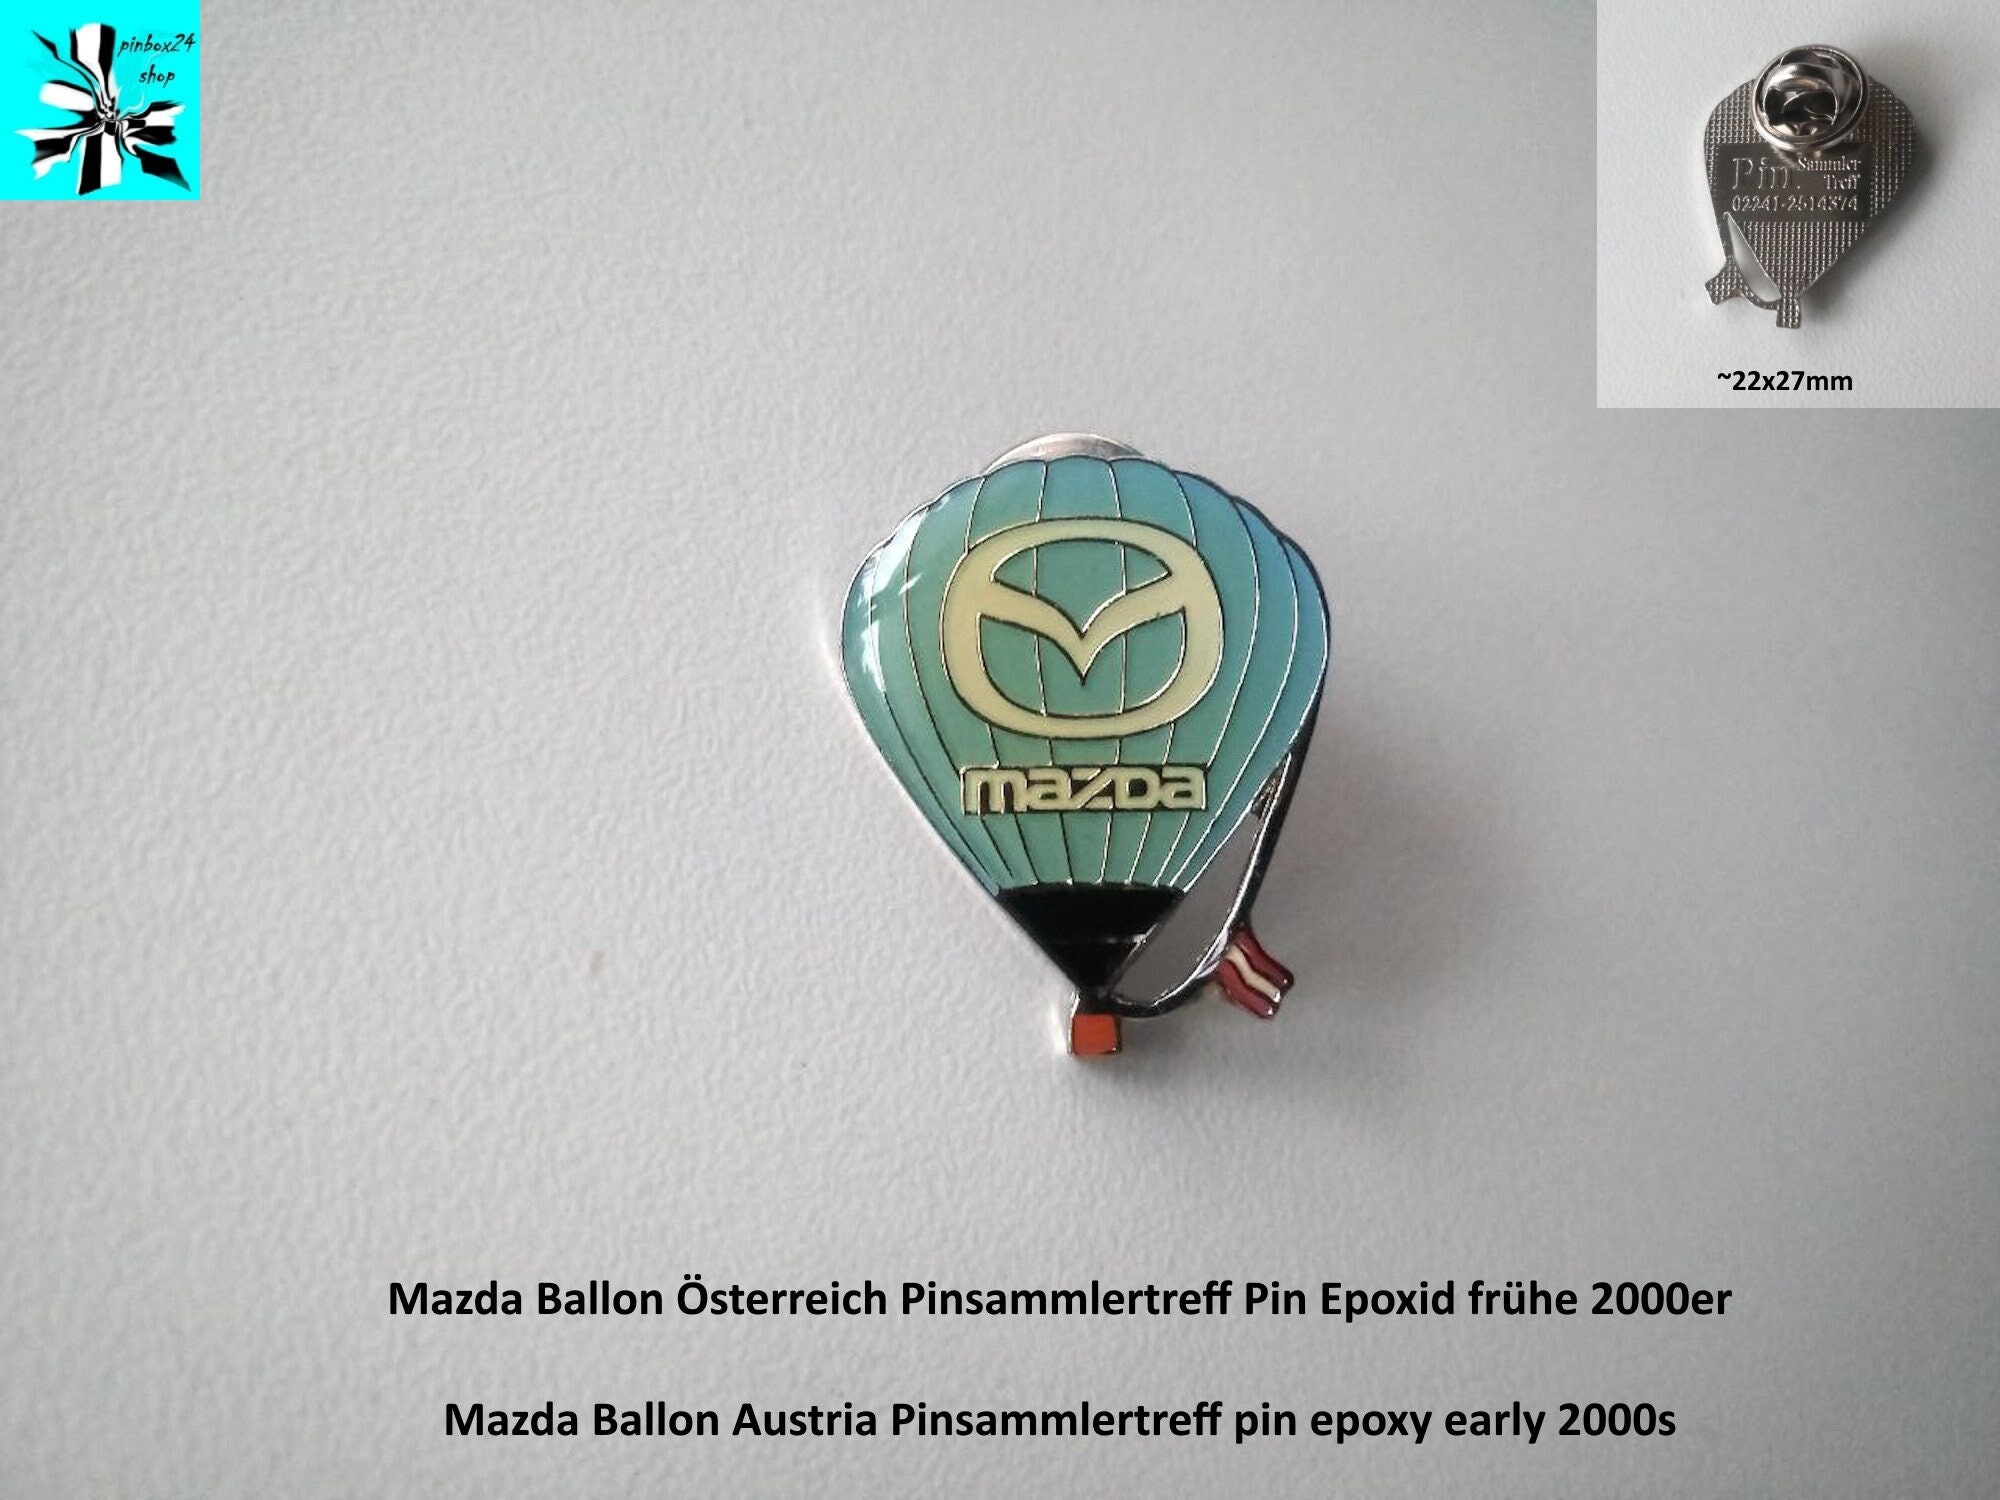 pinbox24
shop
Pin. Sammler
Treff
02241-2514374
~22x27mm
mazda
Mazda Ballon Österreich Pinsammlertreff Pin Epoxid frühe 2000er
Mazda Ballon Austria Pinsammlertreff pin epoxy early 2000s